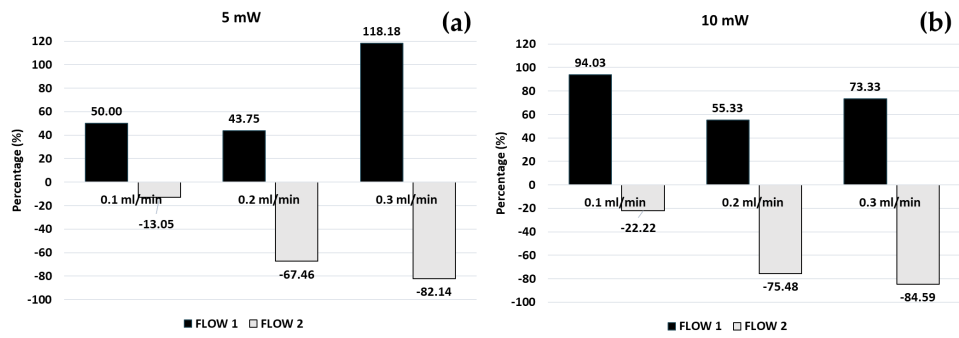 5 mW
(a)
Percentage (%)
120
100
80
60
40
20
0
-20
-40
-60
-80
-100
50.00
43.75
118.18
0.1 ml/min
0.2 ml/min
0.3 ml/min
-13.05
-67.46
-82.14
FLOW 1
FLOW 2
10 mW
(b)
Percentage (%)
120
100
80
60
40
20
0
-20
-40
-60
-80
-100
94.03
55.33
73.33
0.1 ml/min
0.2 ml/min
0.3 ml/min
-22.22
-75.48
-84.59
FLOW 1
FLOW 2